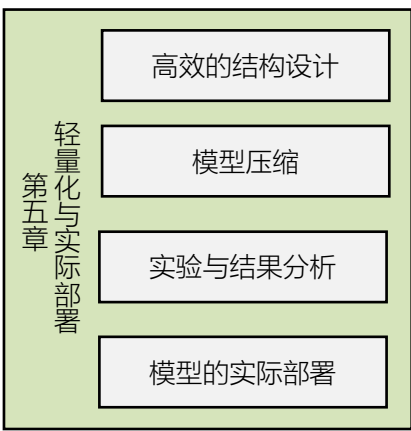 第五章
轻量化与实际部署
高效的结构设计
模型压缩
实验与结果分析
模型的实际部署